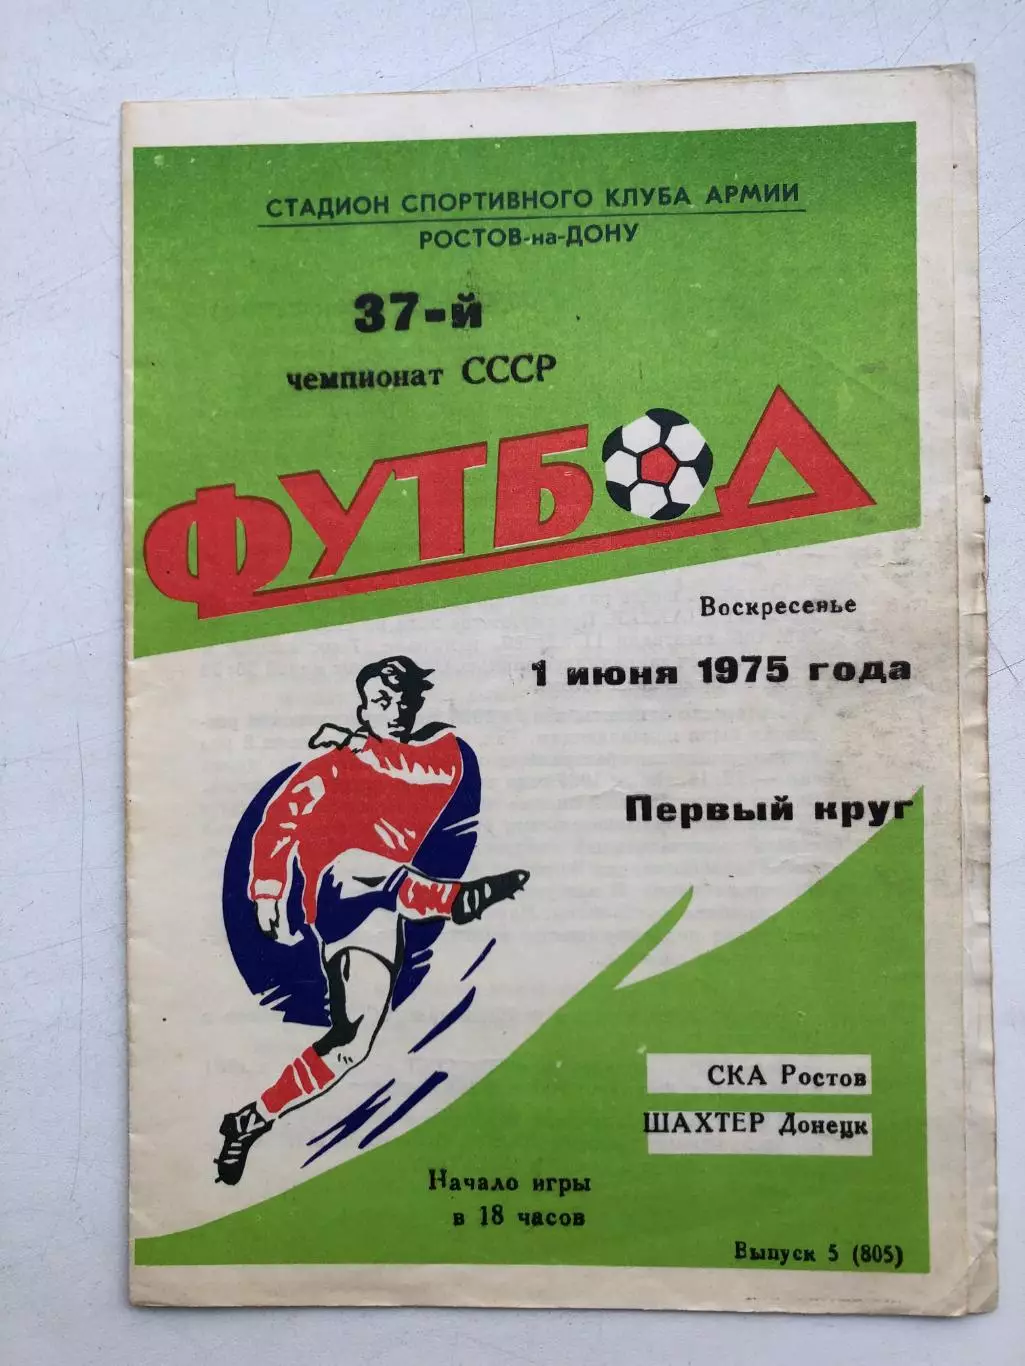 СТАДИОН СПОРТИВНОГО КЛУБА АРМИИ
РОСТОВ-на-ДОНУ
37-й
чемпионат СССР
ФУТБОЛ
Воскресенье
1 июня 1975 года
Первый круг
СКА Ростов
ШАХТЕР Донецк
Начало игры
в 18 часов
Выпуск 5 (805)